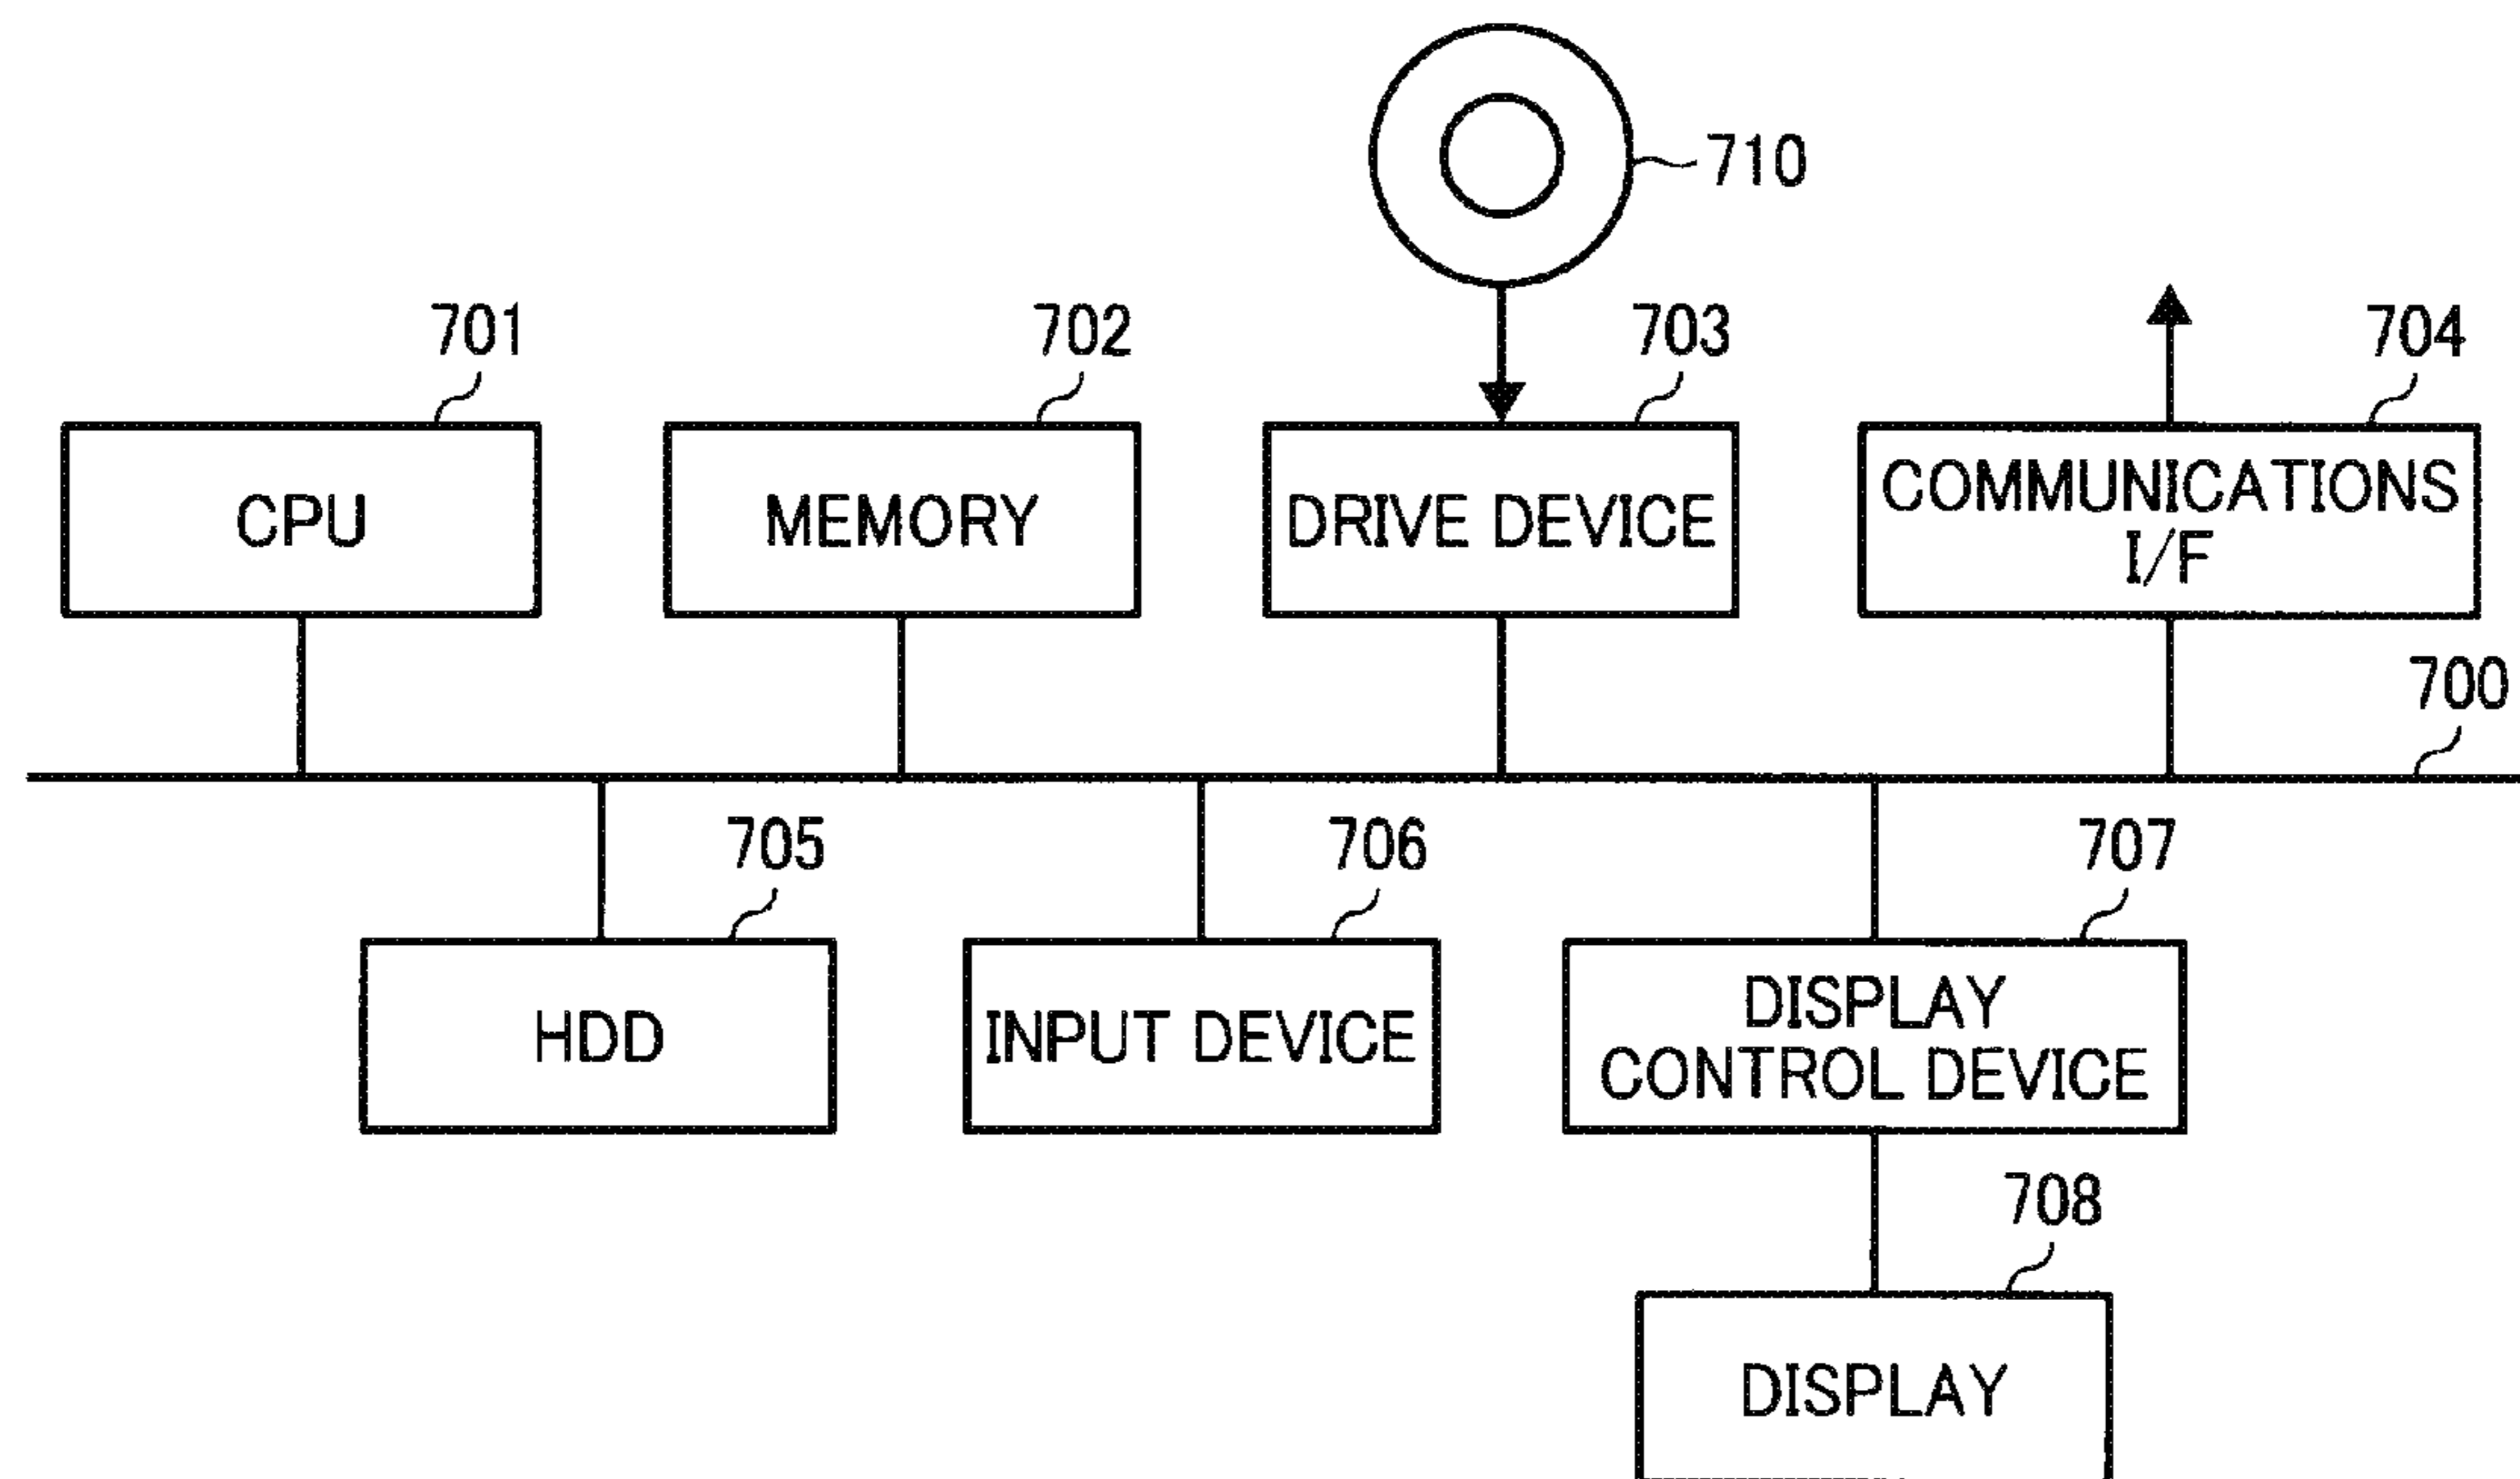 710
701
702
703
704
CPU
MEMORY
DRIVE DEVICE
COMMUNICATIONS
I/F
700
705
706
707
HDD
INPUT DEVICE
DISPLAY
CONTROL DEVICE
708
DISPLAY